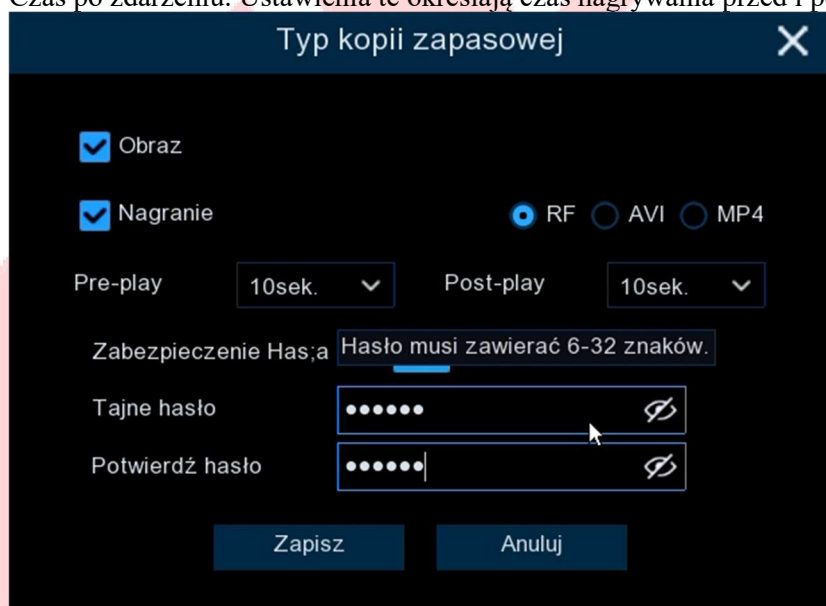 Czas po zdarzeniu. Ustawienia te określają czas nagrywania przed i p
Typ kopii zapasowej
Obraz
Nagranie RF AVI MP4
Pre-play 10sek. Post-play 10sek.
Zabezpieczenie Has;a Hasło musi zawierać 6-32 znaków.
Tajne hasło ••••••
Potwierdź hasło ••••••
Zapisz Anuluj